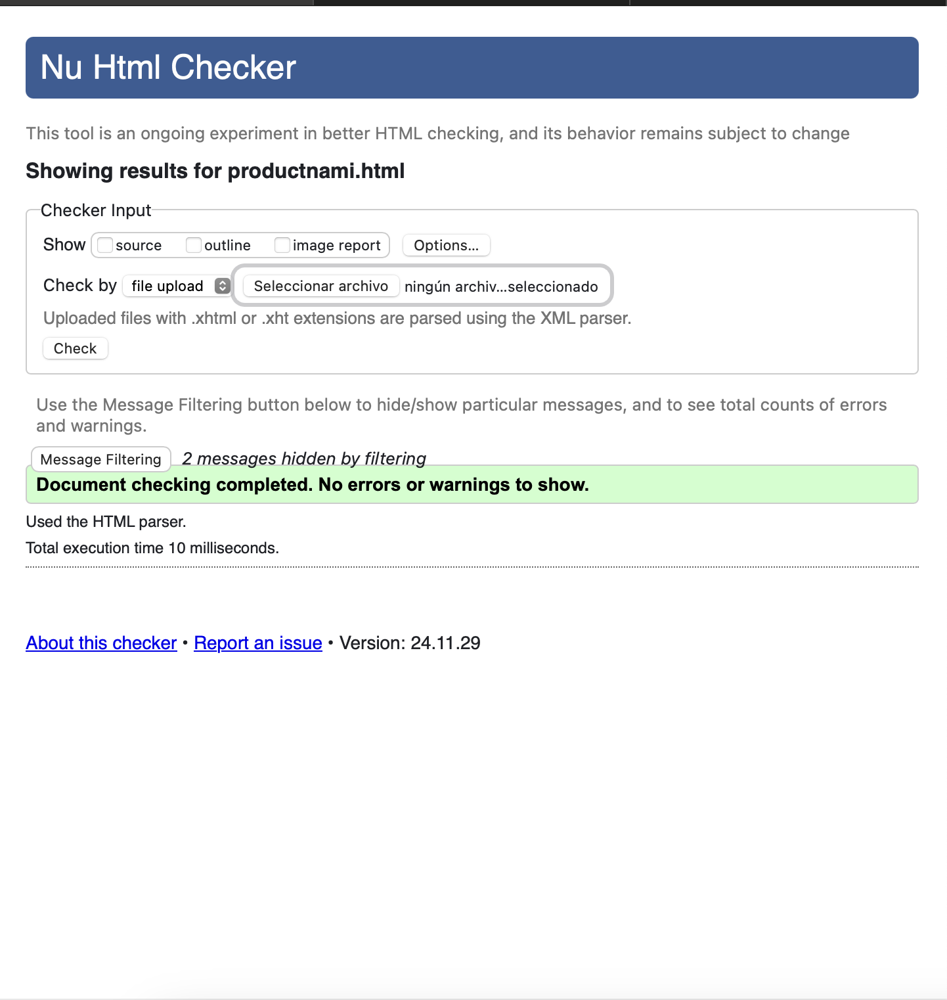 Nu Html Checker
This tool is an ongoing experiment in better HTML checking, and its behavior remains subject to change
Showing results for productnami.html
Checker Input
Show source outline image report Options...
Check by file upload Seleccionar archivo ningún archiv...seleccionado
Uploaded files with .xhtml or .xht extensions are parsed using the XML parser.
Check
Use the Message Filtering button below to hide/show particular messages, and to see total counts of errors
and warnings.
Message Filtering 2 messages hidden by filtering
Document checking completed. No errors or warnings to show.
Used the HTML parser.
Total execution time 10 milliseconds.
About this checker • Report an issue • Version: 24.11.29